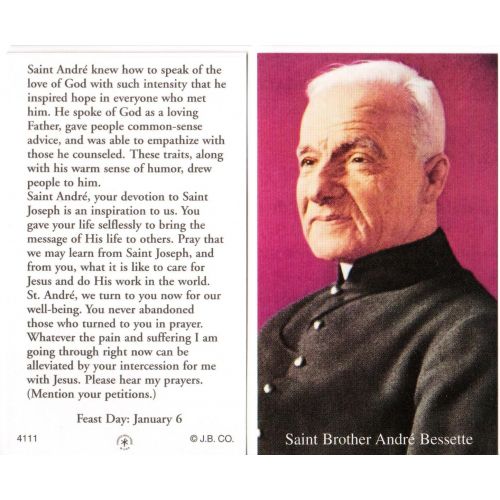 Saint André knew how to speak of the
love of God with such intensity that he
inspired hope in everyone who met
him. He spoke of God as a loving
Father, gave people common-sense
advice, and was able to empathize with
those he counseled. These traits, along
with his warm sense of humor, drew
people to him.
Saint André, your devotion to Saint
Joseph is an inspiration to us. You
gave your life selflessly to bring the
message of His life to others. Pray that
we may learn from Saint Joseph, and
from you, what it is like to care for
Jesus and do His work in the world.
St. André, we turn to you now for our
well-being. You never abandoned
those who turned to you in prayer.
Whatever the pain and suffering I am
going through right now can be
alleviated by your intercession for me
with Jesus. Please hear my prayers.
(Mention your petitions.)
Feast Day: January 6
4111
© J.B. CO.
Saint Brother André Bessette